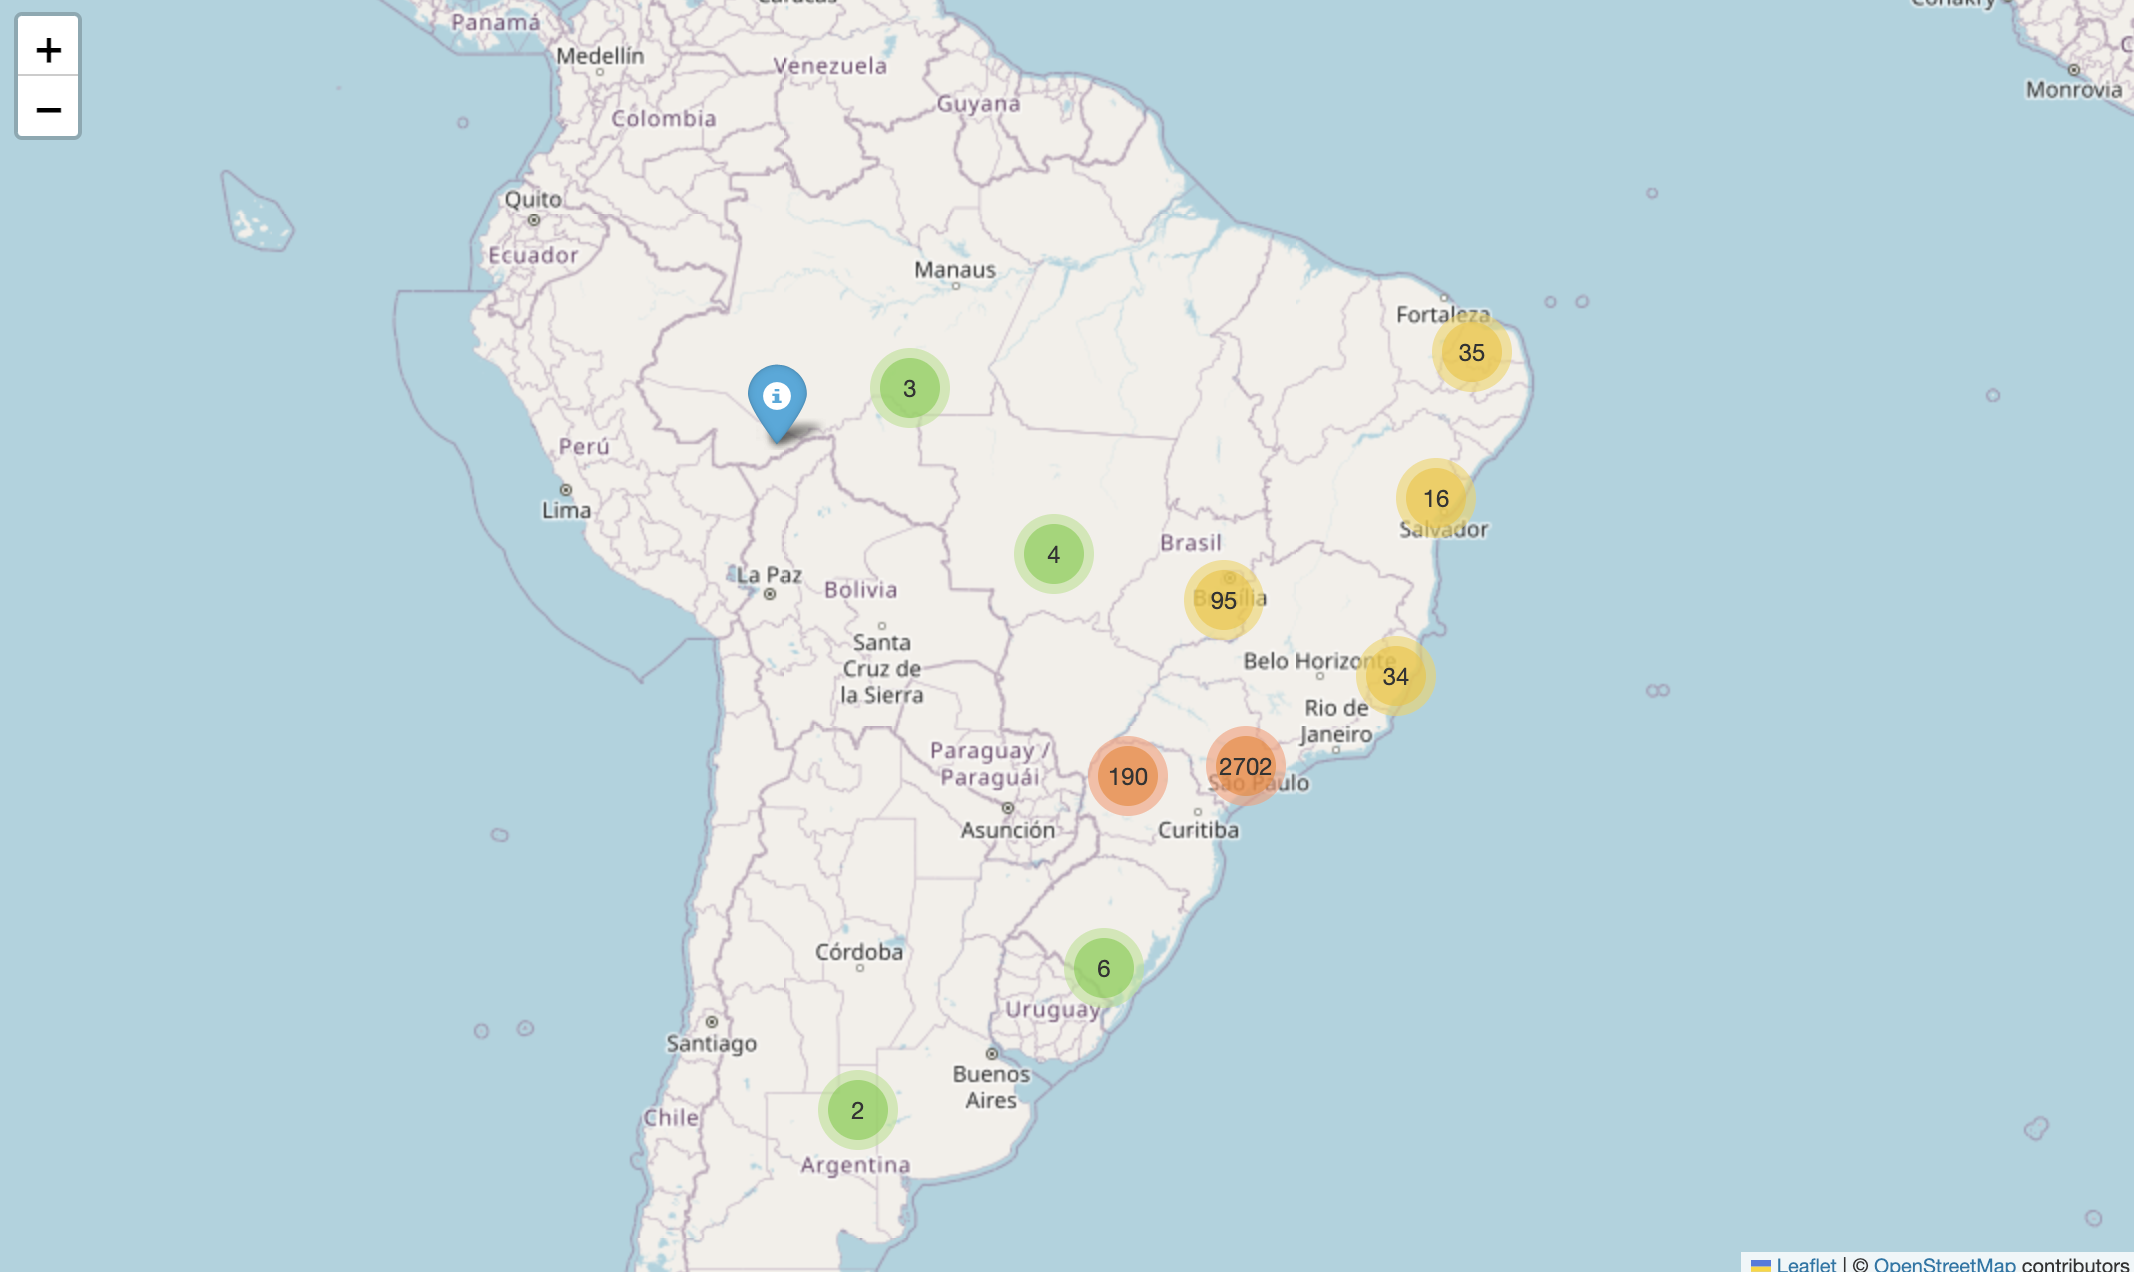 +
−
Panamá
Medellín
Venezuela
Guyana
Colombia
Monrovia
Quito
Ecuador
Manaus
Fortaleza
35
3
Perú
Lima
16
Salvador
4
Brasil
La Paz
Bolivia
95
Santa
Cruz de
la Sierra
Belo Horizonte
34
Rio de
Janeiro
Paraguay /
Paraguái
190
2702
São Paulo
Asunción
Curitiba
Córdoba
6
Uruguay
Santiago
Buenos
Aires
Chile
2
Argentina
Leaflet | © OpenStreetMap contributors